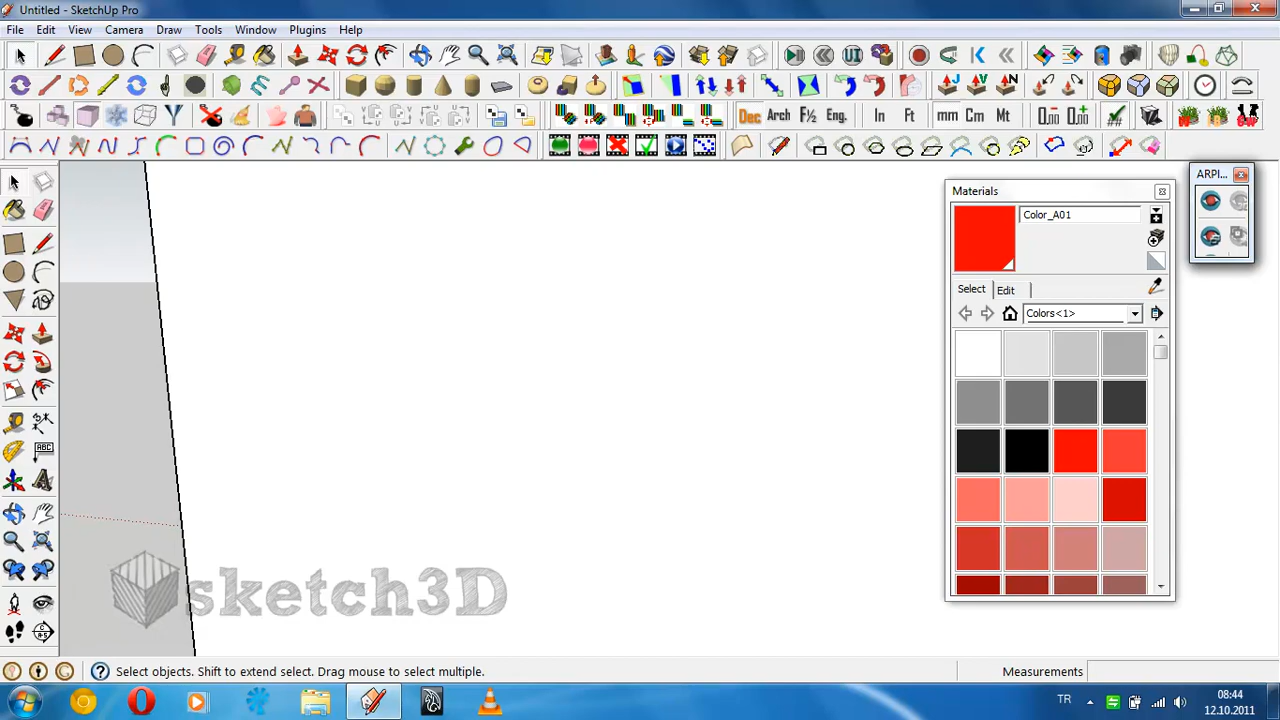 Untitled - SketchUp Pro
File Edit View Camera Draw Tools Window Plugins Help
Dec Arch F½ Eng. In Ft mm Cm Mt
Materials
ARPI...
Color_A01
Select Edit
Colors<1>
ABC
sketch3D
Select objects. Shift to extend select. Drag mouse to select multiple.
Measurements
TR
08:44
12.10.2011